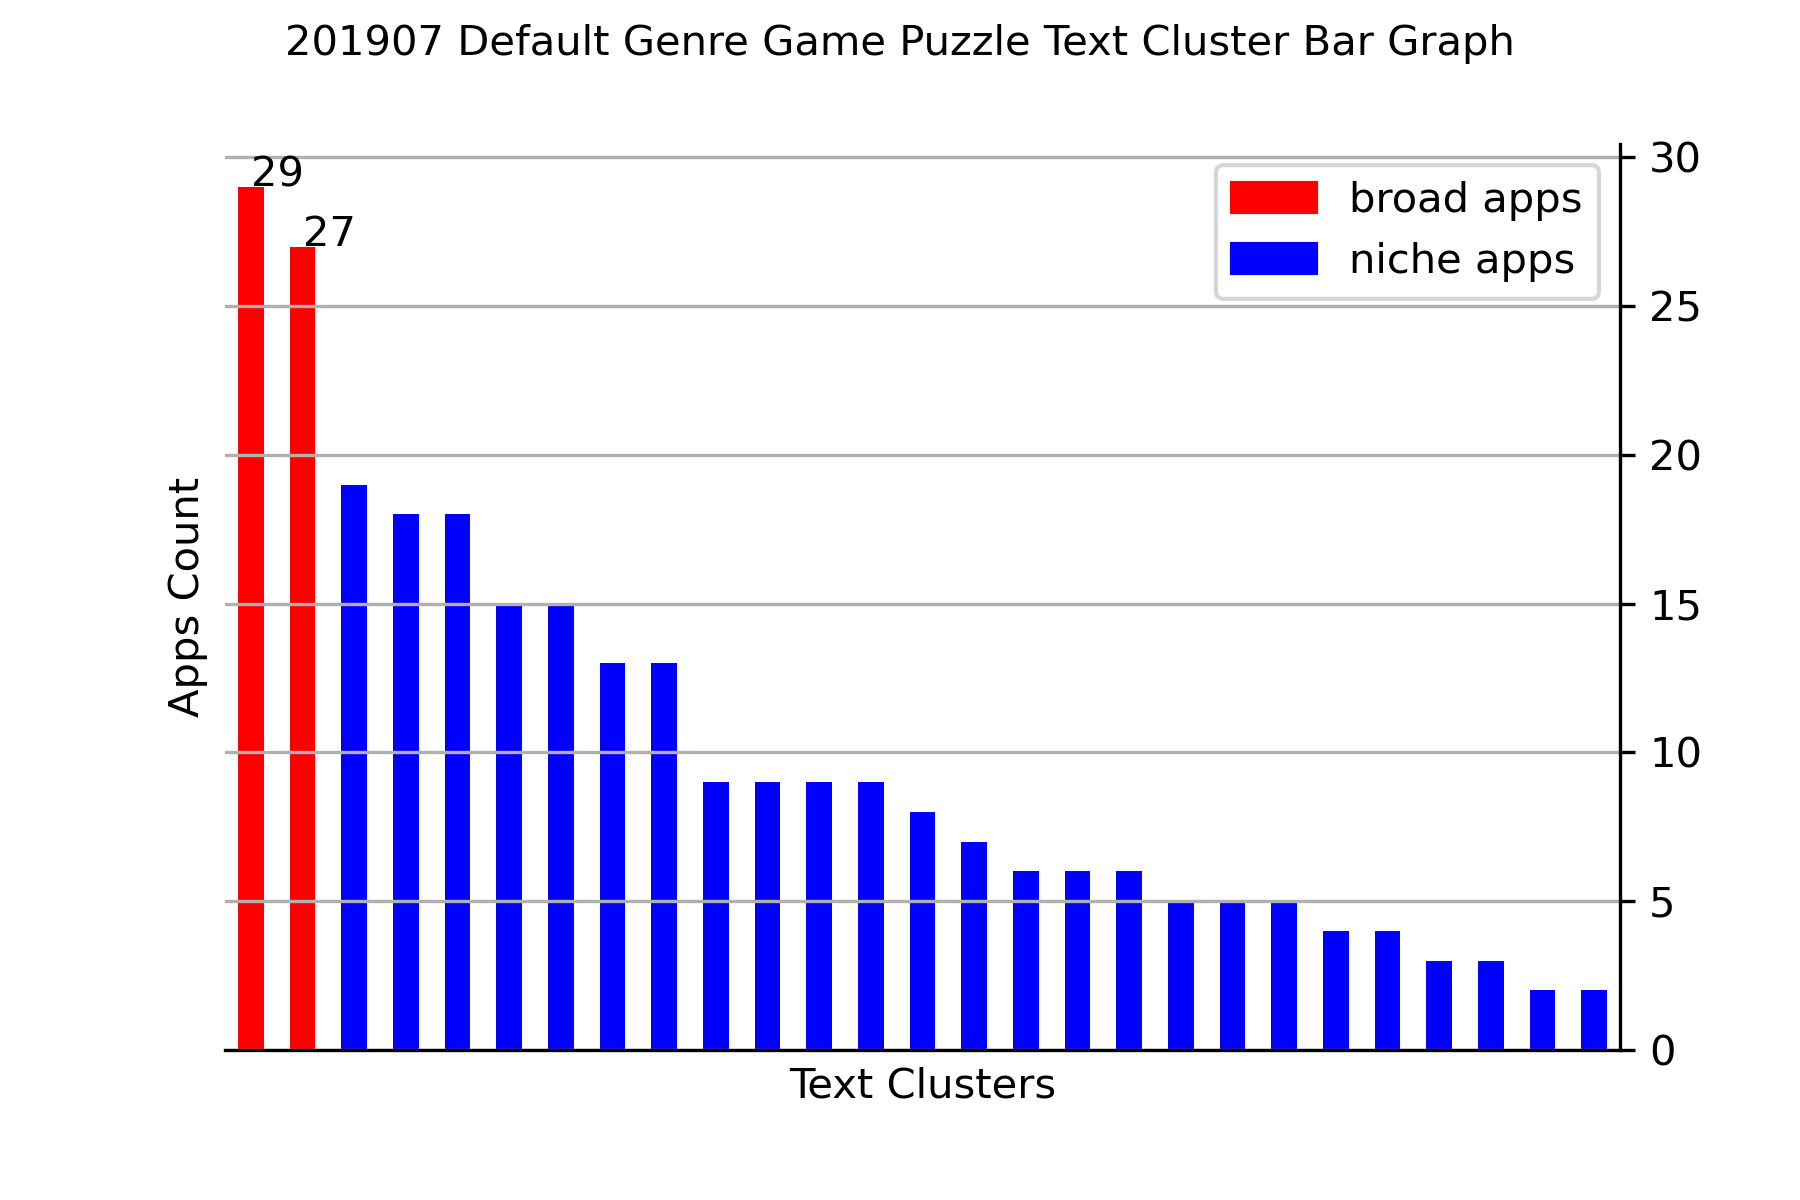 201907 Default Genre Game Puzzle Text Cluster Bar Graph
29
27
broad apps
niche apps
30
25
20
15
10
5
0
Apps Count
Text Clusters